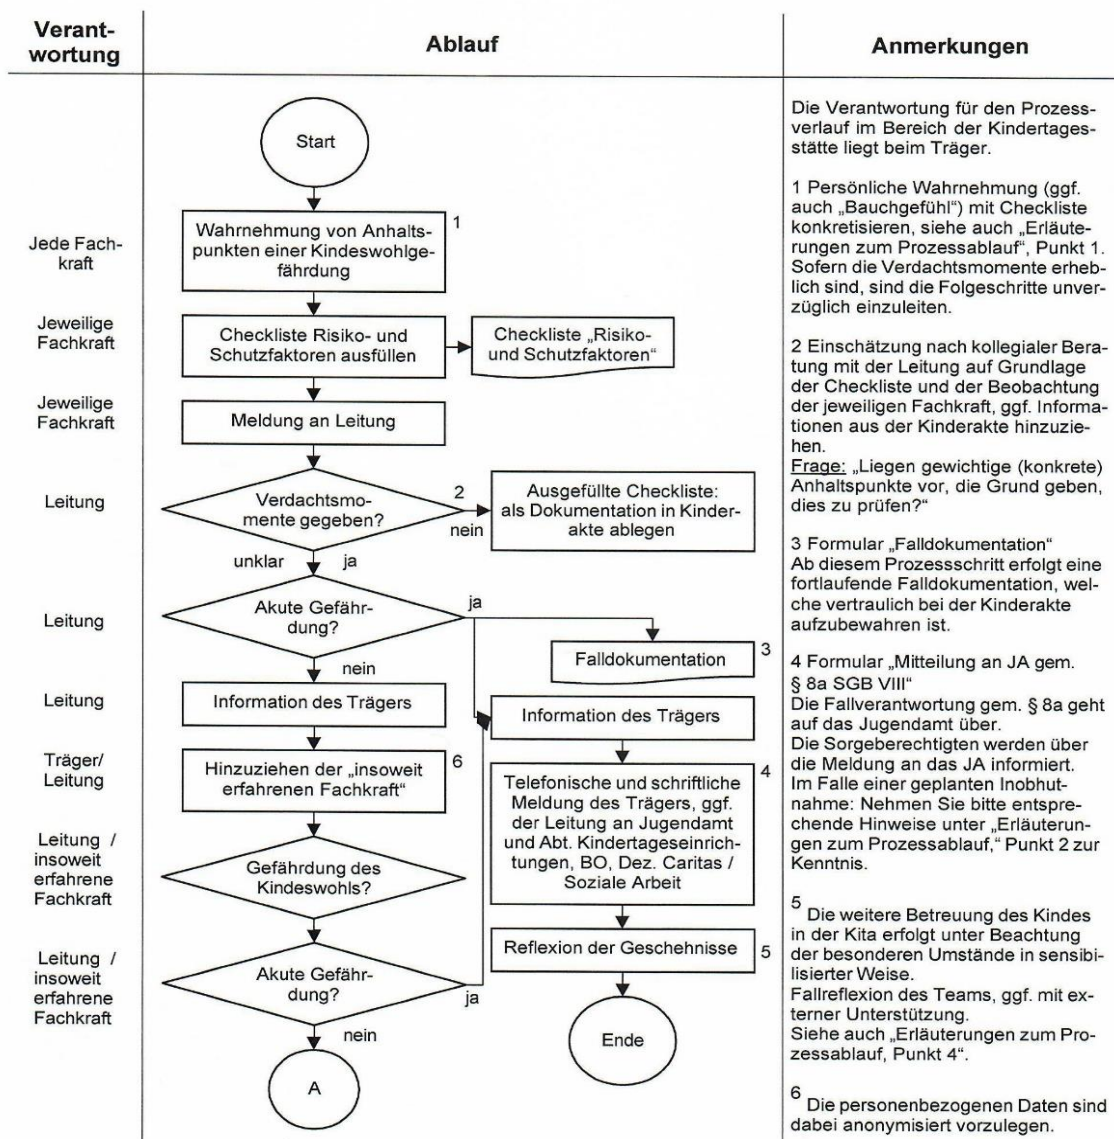 Verant-
wortung
Ablauf
Anmerkungen
Jede Fach-
kraft
Jeweilige
Fachkraft
Jeweilige
Fachkraft
Leitung
Leitung
Leitung
Träger/
Leitung
Leitung /
insoweit
erfahrene
Fachkraft
Leitung /
insoweit
erfahrene
Fachkraft
Start
Wahrnehmung von Anhalts-
punkten einer Kindeswohlge-
fährdung
1
Checkliste Risiko- und
Schutzfaktoren ausfüllen
Checkliste „Risiko-
und Schutzfaktoren“
Meldung an Leitung
Verdachtsmo-
mente gegeben?
2
nein
Ausgefüllte Checkliste:
als Dokumentation in Kinder-
akte ablegen
unklar
ja
Akute Gefähr-
dung?
ja
nein
Falldokumentation
3
Information des Trägers
Information des Trägers
Hinzuziehen der „insoweit
erfahrenen Fachkraft“
6
Telefonische und schriftliche
Meldung des Trägers, ggf.
der Leitung an Jugendamt
und Abt. Kindertageseinrich-
tungen, BO, Dez. Caritas /
Soziale Arbeit
4
Gefährdung des
Kindeswohls?
Reflexion der Geschehnisse
5
Akute Gefähr-
dung?
ja
nein
Ende
A
Die Verantwortung für den Prozess-
verlauf im Bereich der Kindertages-
stätte liegt beim Träger.
1 Persönliche Wahrnehmung (ggf.
auch „Bauchgefühl“) mit Checkliste
konkretisieren, siehe auch „Erläute-
rungen zum Prozessablauf“, Punkt 1.
Sofern die Verdachtsmomente erheb-
lich sind, sind die Folgeschritte unver-
züglich einzuleiten.
2 Einschätzung nach kollegialer Bera-
tung mit der Leitung auf Grundlage
der Checkliste und der Beobachtung
der jeweiligen Fachkraft, ggf. Informa-
tionen aus der Kinderakte hinzuzie-
hen.
Frage: „Liegen gewichtige (konkrete)
Anhaltspunkte vor, die Grund geben,
dies zu prüfen?“
3 Formular „Falldokumentation“
Ab diesem Prozessschritt erfolgt eine
fortlaufende Falldokumentation, wel-
che vertraulich bei der Kinderakte
aufzubewahren ist.
4 Formular „Mitteilung an JA gem.
§ 8a SGB VIII“
Die Fallverantwortung gem. § 8a geht
auf das Jugendamt über.
Die Sorgeberechtigten werden über
die Meldung an das JA informiert.
Im Falle einer geplanten Inobhut-
nahme: Nehmen Sie bitte entspre-
chende Hinweise unter „Erläuterun-
gen zum Prozessablauf,“ Punkt 2 zur
Kenntnis.
5 Die weitere Betreuung des Kindes
in der Kita erfolgt unter Beachtung
der besonderen Umstände in sensibi-
lisierter Weise.
Fallreflexion des Teams, ggf. mit ex-
terner Unterstützung.
Siehe auch „Erläuterungen zum Pro-
zessablauf, Punkt 4“.
6 Die personenbezogenen Daten sind
dabei anonymisiert vorzulegen.